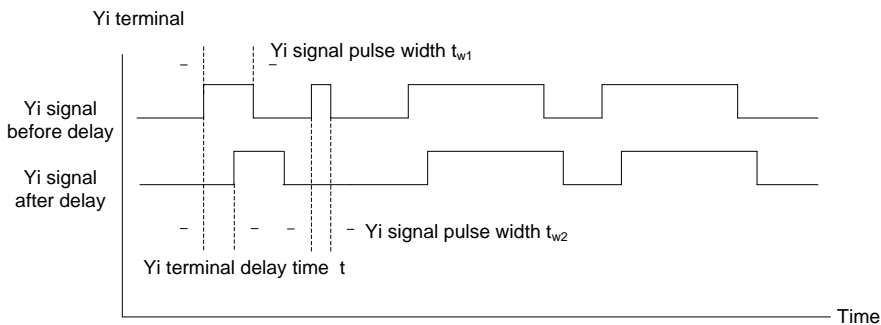 Yi terminal
Yi signal pulse width tw1
Yi signal
before delay
Yi signal
after delay
Yi signal pulse width tw2
Yi terminal delay time t
Time